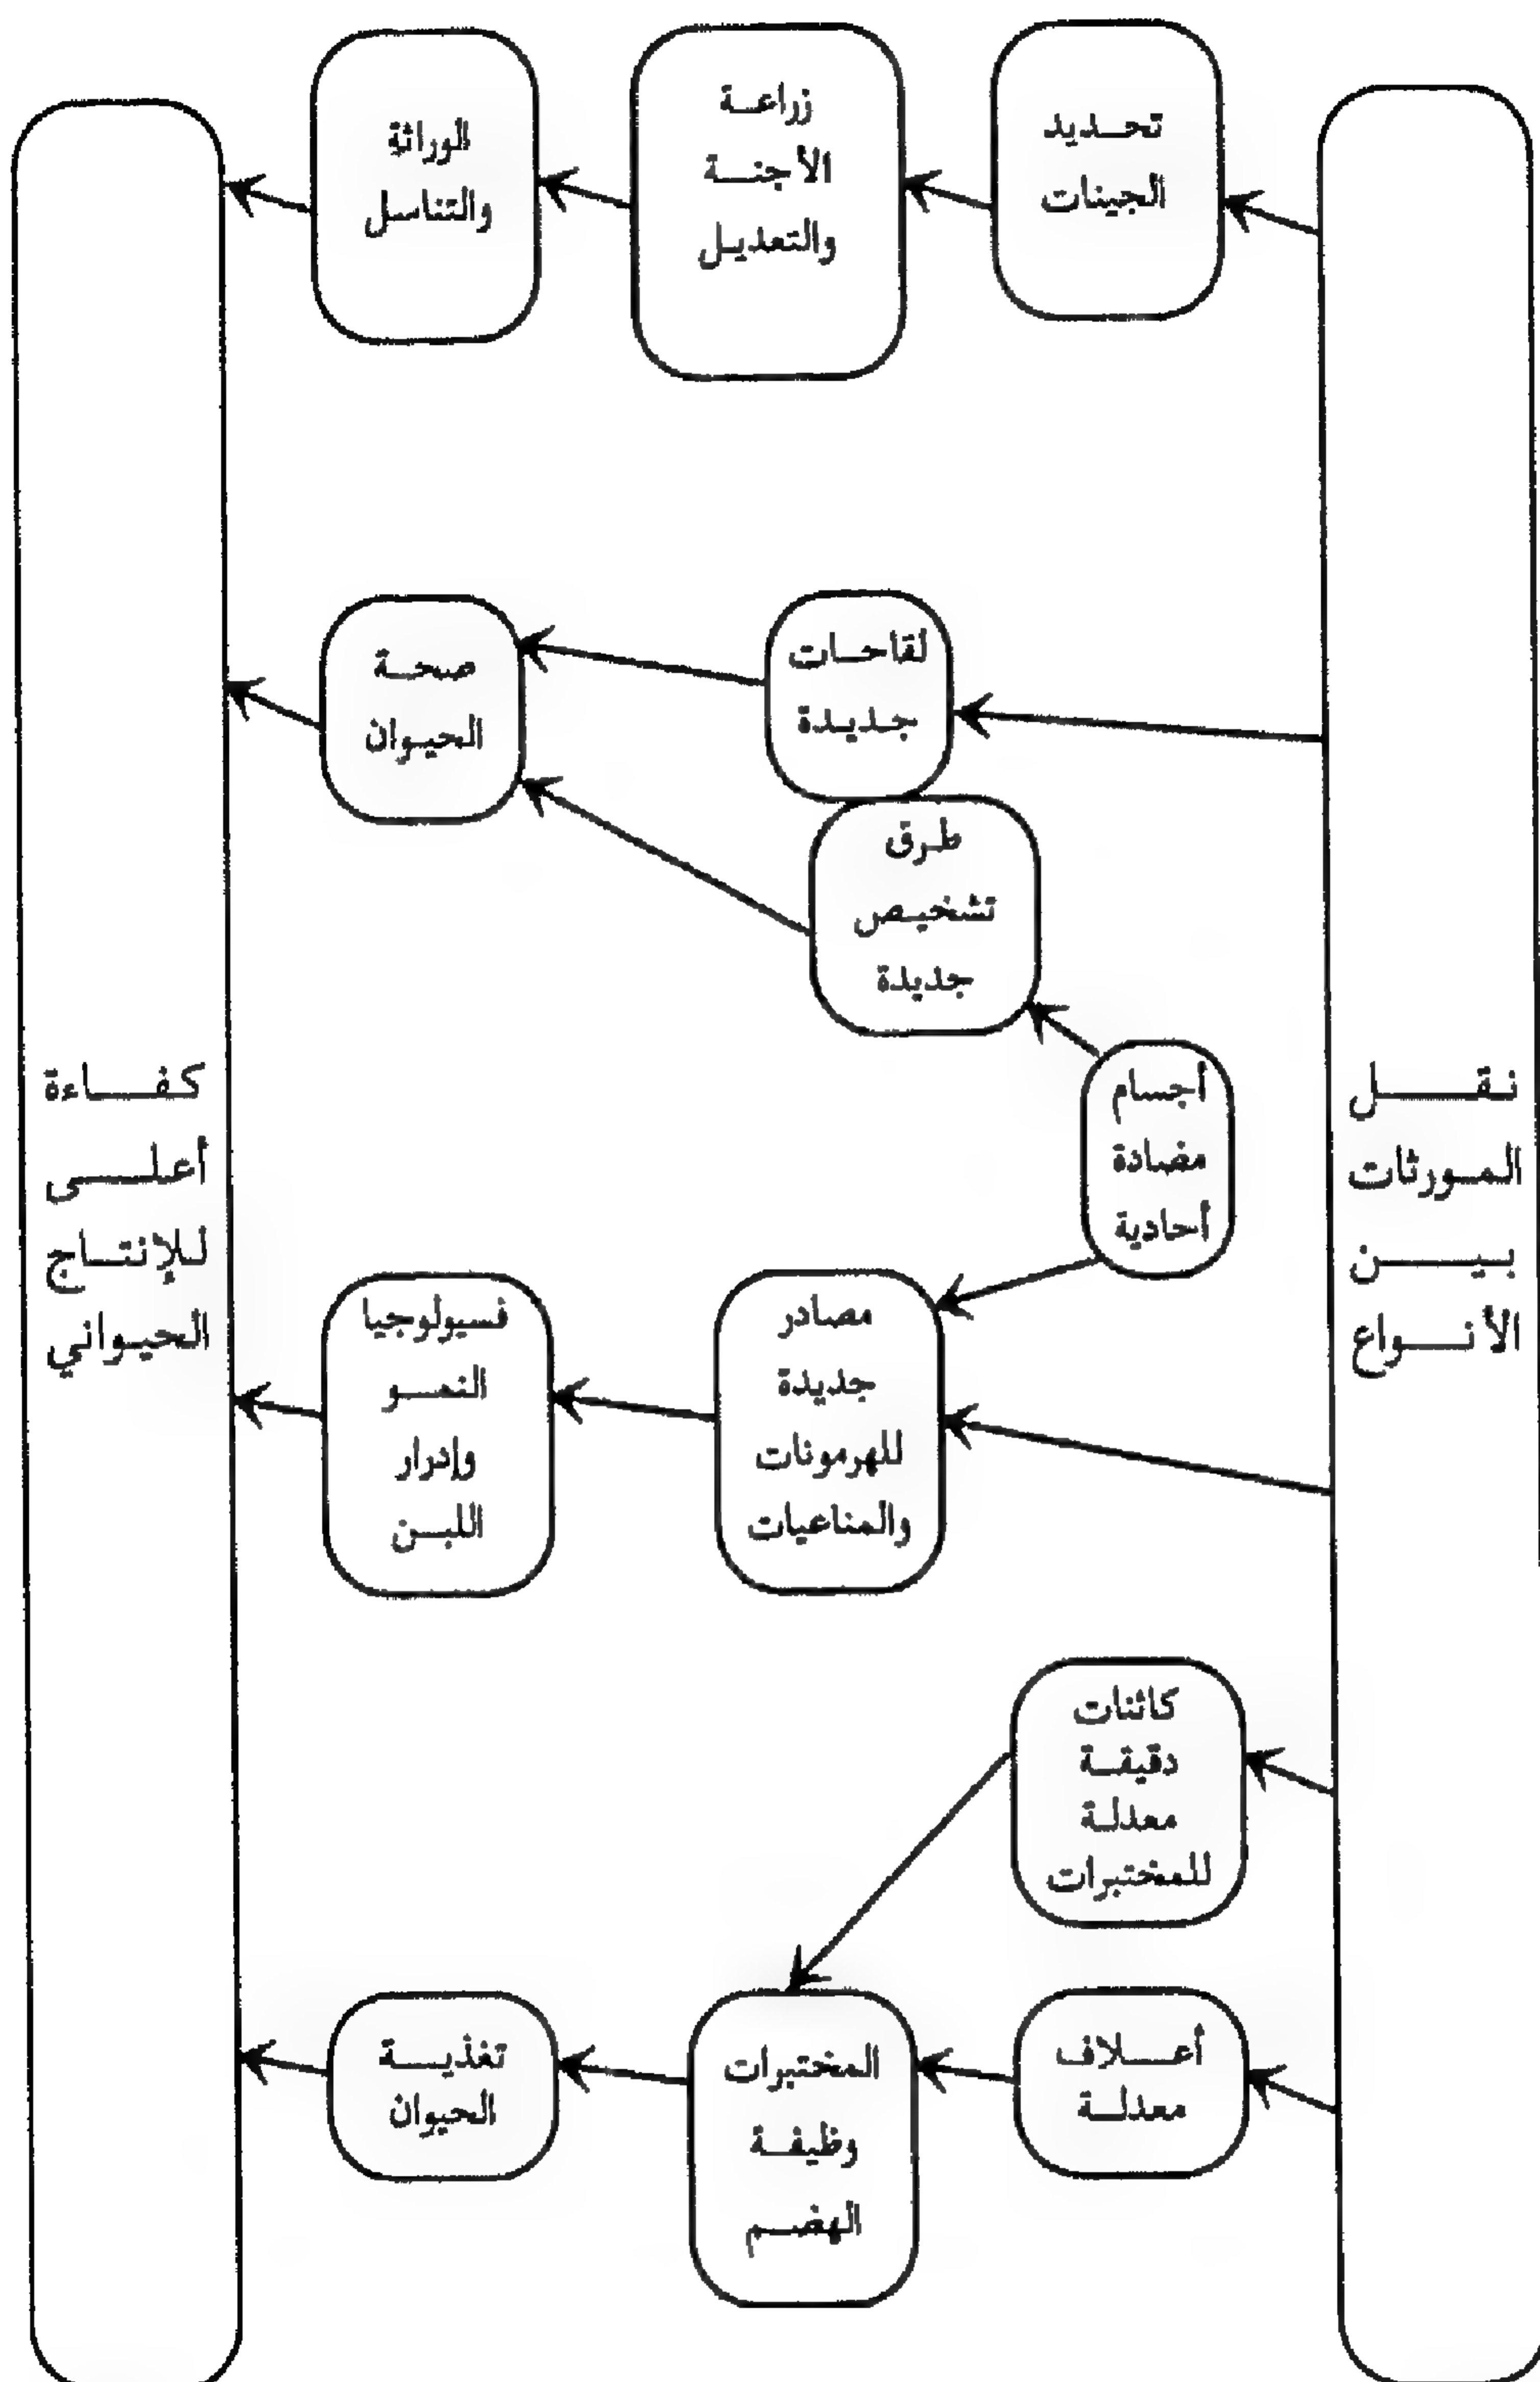 نقل
المورثات
بين
الأنواع
تحديد
الجينات
زراعة
الأجنة
والتعديل
الوراثة
والتناسل
لقاحات
جديدة
صحة
الحيوان
طرق
تشخيص
جديدة
أجسام
مضادة
أحادية
مصادر
جديدة
للهرمونات
والمناعيات
فسيولوجيا
النمو
وإدرار
اللبن
كائنات
دقيقة
معدلة
للمختبرات
أعلاف
معدلة
المختبرات
وظيفة
الهضم
تغذية
الحيوان
كفاءة
أعلى
للإنتاج
الحيواني